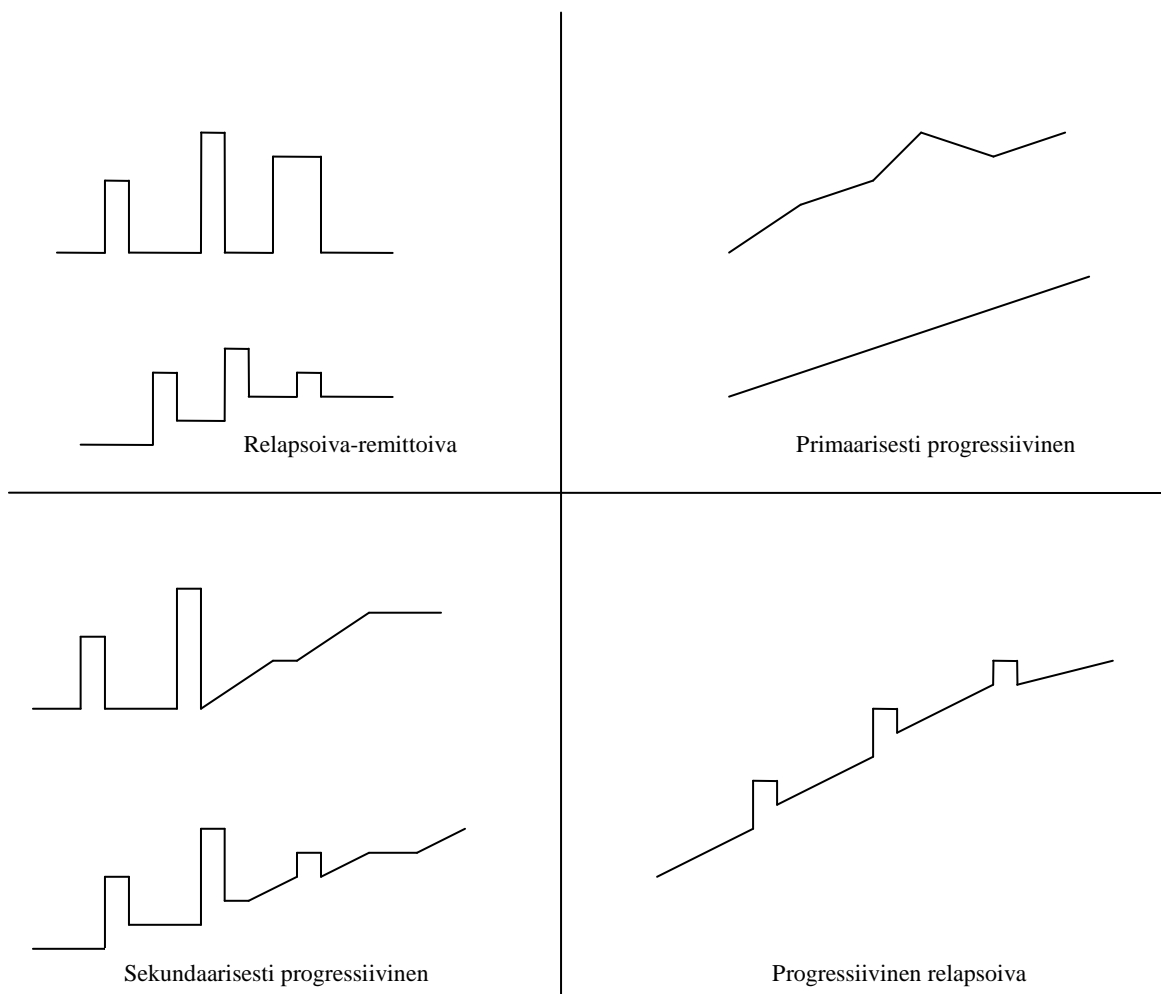 Relapsoiva-remittoiva
Primaarisesti progressiivinen
Sekundaarisesti progressiivinen
Progressiivinen relapsoiva